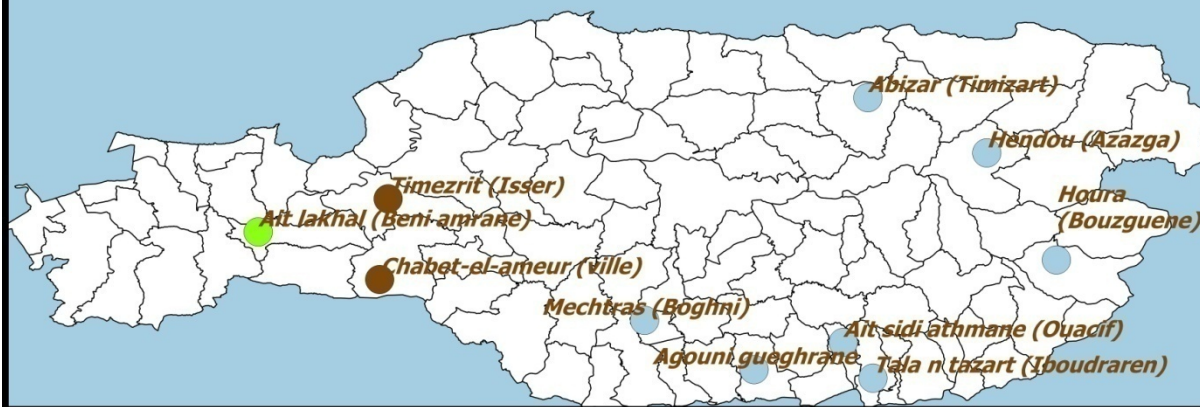 Abizar (Timizart)
Hendou (Azazga)
Timezrit (Isser)
Houra
(Bouzguene)
Ait lakhal (Beni-amrane)
Chabet-el-ameur (ville)
Mechtras (Boghni)
Ait sidi athmane (Ouacif)
Agouni gueghrane
Tala n tazart (Iboudraren)